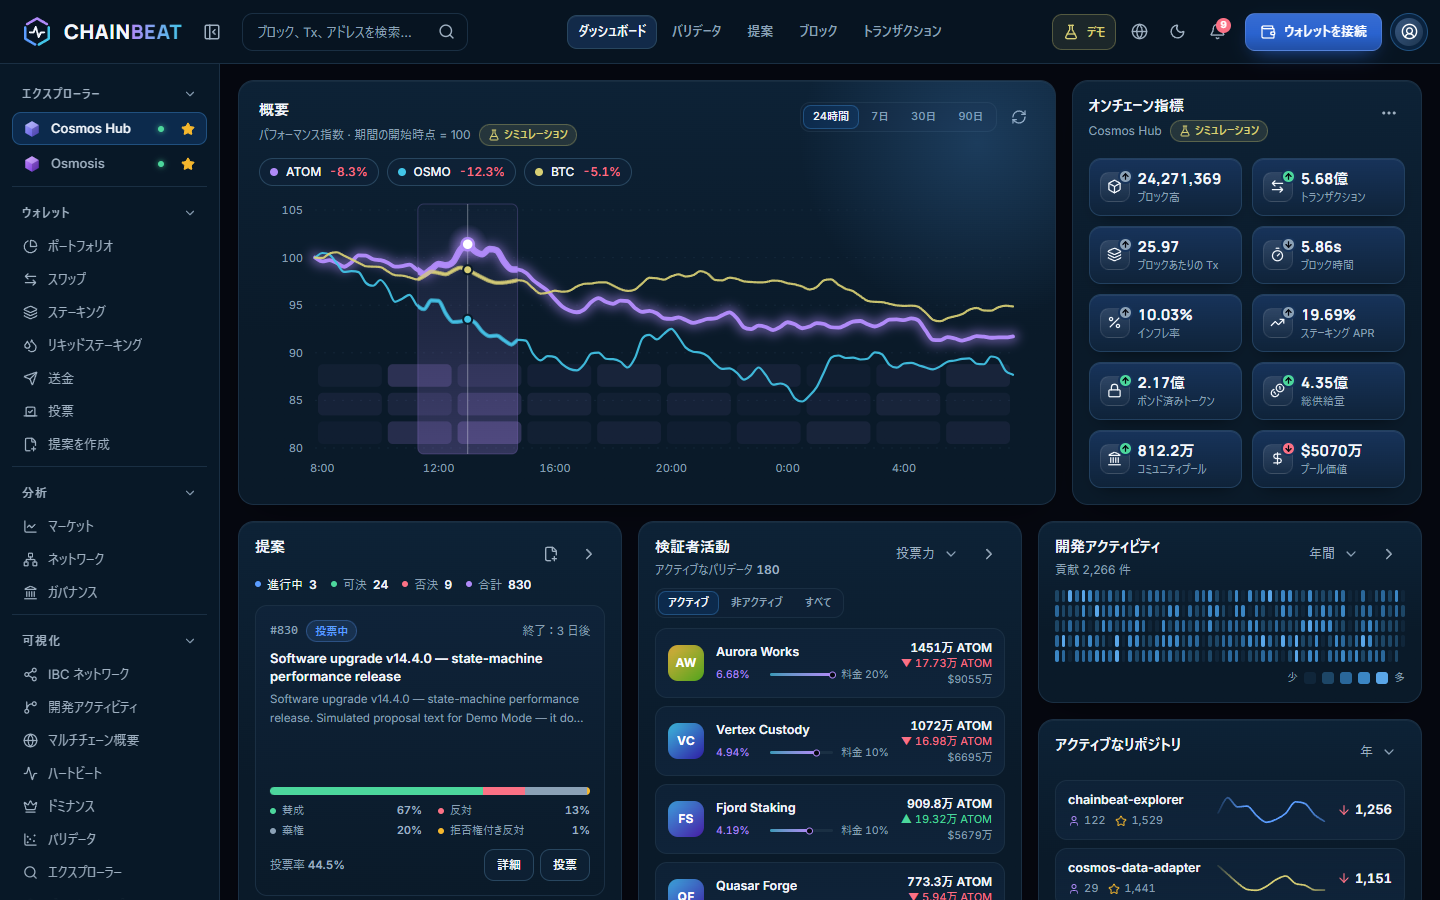 CHAINBEAT
ブロック、Tx、アドレスを検索...
ダッシュボード
バリデータ
提案
ブロック
トランザクション
デモ
9
ウォレットを接続
エクスプローラー
Cosmos Hub
Osmosis
ウォレット
ポートフォリオ
スワップ
ステーキング
リキッドステーキング
送金
投票
提案を作成
分析
マーケット
ネットワーク
ガバナンス
可視化
IBC ネットワーク
開発アクティビティ
マルチチェーン概要
ハートビート
ドミナンス
バリデータ
エクスプローラー
概要
パフォーマンス指数 · 期間の開始時点 = 100
シミュレーション
24時間
7日
30日
90日
ATOM -8.3%
OSMO -12.3%
BTC -5.1%
105
100
95
90
85
80
8:00
12:00
16:00
20:00
0:00
4:00
オンチェーン指標
Cosmos Hub
シミュレーション
24,271,369
ブロック高
5.68億
トランザクション
25.97
ブロックあたりの Tx
5.86s
ブロック時間
10.03%
インフレ率
19.69%
ステーキング APR
2.17億
ボンド済みトークン
4.35億
総供給量
812.2万
コミュニティプール
$5070万
プール価値
提案
進行中 3
可決 24
否決 9
合計 830
#830
投票中
終了：3 日後
Software upgrade v14.4.0 — state-machine
performance release
Software upgrade v14.4.0 — state-machine performance
release. Simulated proposal text for Demo Mode — it do...
賛成 67%
反対 13%
棄権 20%
拒否権付き反対 1%
投票率 44.5%
詳細
投票
検証者活動
アクティブなバリデータ 180
投票力
アクティブ
非アクティブ
すべて
AW
Aurora Works
6.68%
料金 20%
1451万 ATOM
▼ 17.73万 ATOM
$9055万
VC
Vertex Custody
4.94%
料金 10%
1072万 ATOM
▼ 16.98万 ATOM
$6695万
FS
Fjord Staking
4.19%
料金 10%
909.8万 ATOM
▲ 19.32万 ATOM
$5679万
QF
Quasar Forge
773.3万 ATOM
▼ 5.94万 ATOM
開発アクティビティ
貢献 2,266 件
年間
少
多
アクティブなリポジトリ
年
chainbeat-explorer
122
1,529
1,256
cosmos-data-adapter
29
1,441
1,151